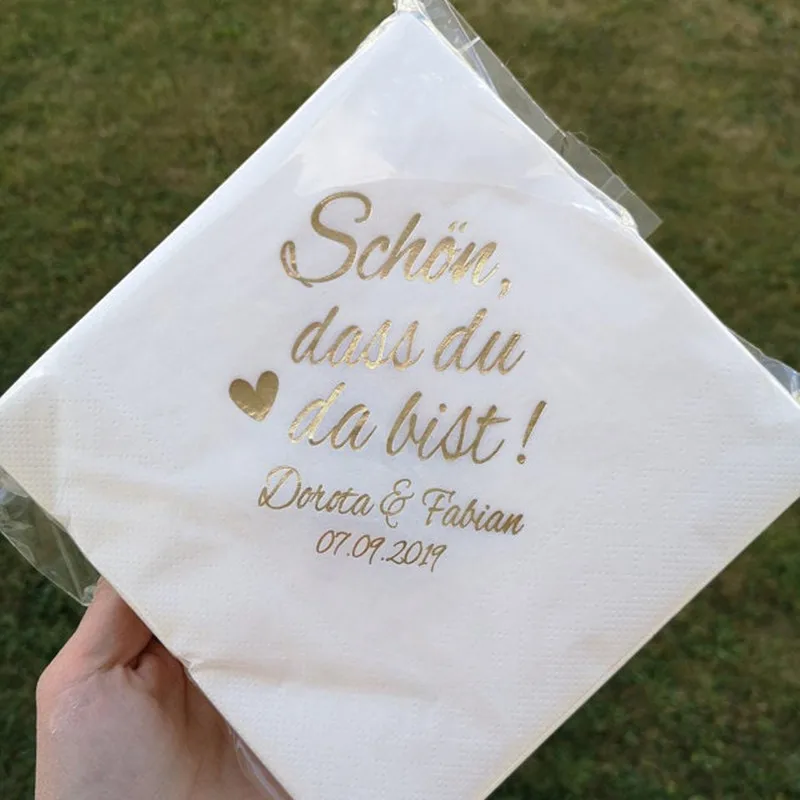 Schön,
dass du
da bist!
Dorota & Fabian
07.09.2019